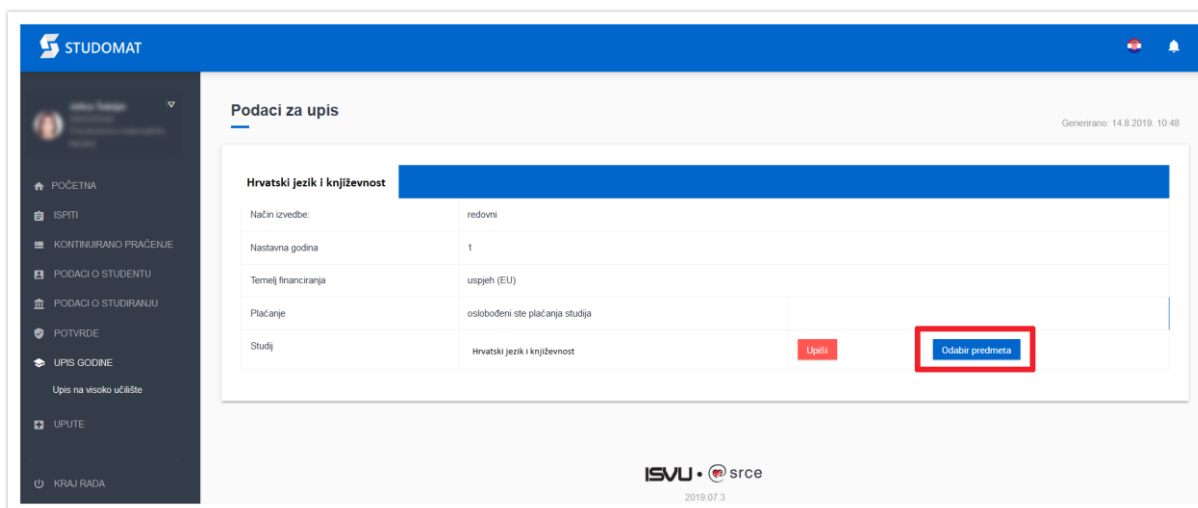 STUDOMAT
Podaci za upis
Generirano: 14.8.2019. 10:48
POČETNA
ISPITI
KONTINUIRANO PRAĆENJE
PODACI O STUDENTU
PODACI O STUDIRANJU
POTVRDE
UPIS GODINE
Upis na visoko učilište
UPUTE
KRAJ RADA
Hrvatski jezik i književnost
Način izvedbe: redovni
Nastavna godina 1
Temelj financiranja uspjeh (EU)
Plaćanje oslobođeni ste plaćanja studija
Studij Hrvatski jezik i književnost Upiši Odabir predmeta
ISVU • srce
2019.07.3